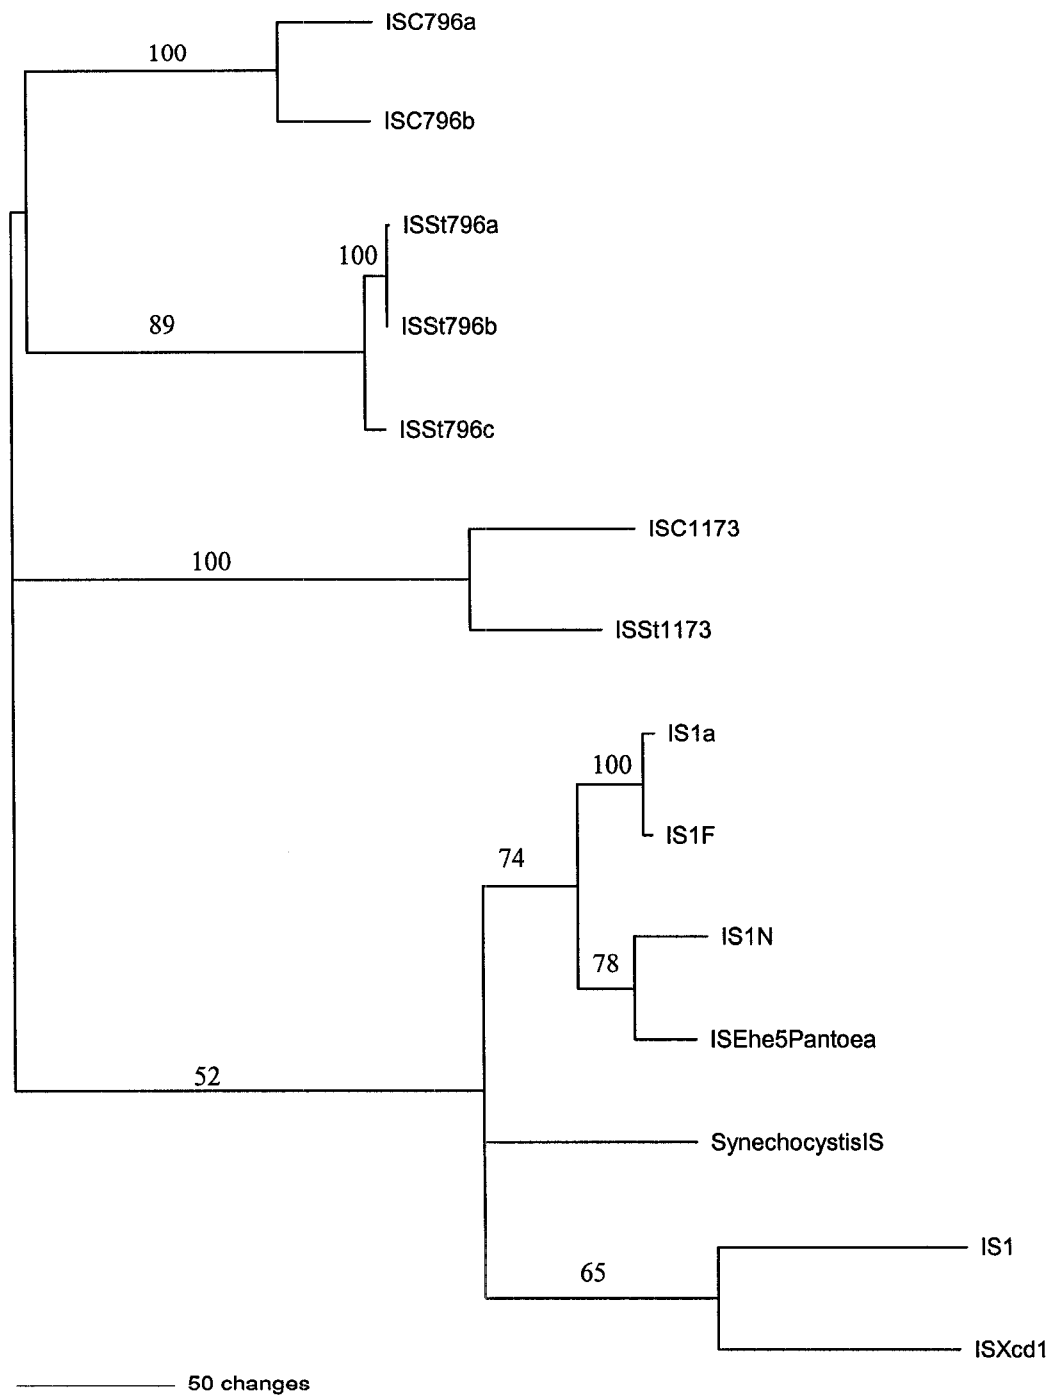 ISC796a
100
ISC796b
ISSt796a
100
89
ISSt796b
ISSt796c
ISC1173
100
ISSt1173
IS1a
100
IS1F
74
IS1N
78
ISEhe5Pantoea
52
SynechocystisIS
IS1
65
ISXcd1
50 changes